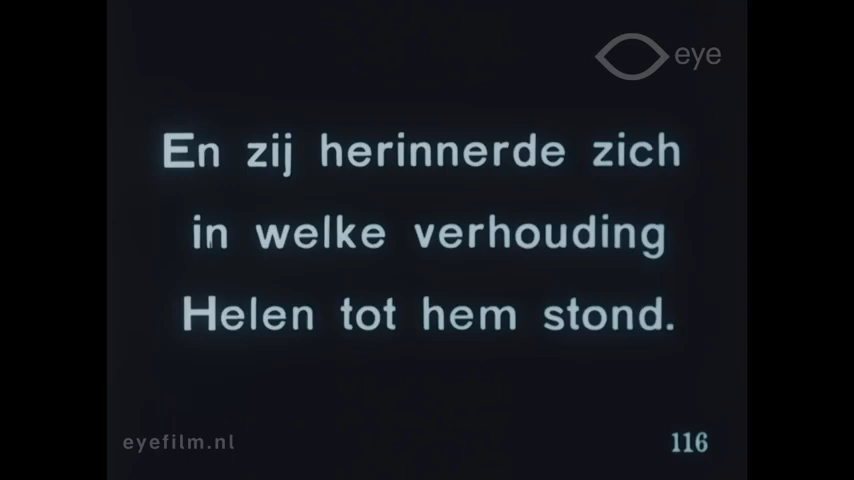 eye
En zij herinnerde zich
in welke verhouding
Helen tot hem stond.
eyefilm.nl
116